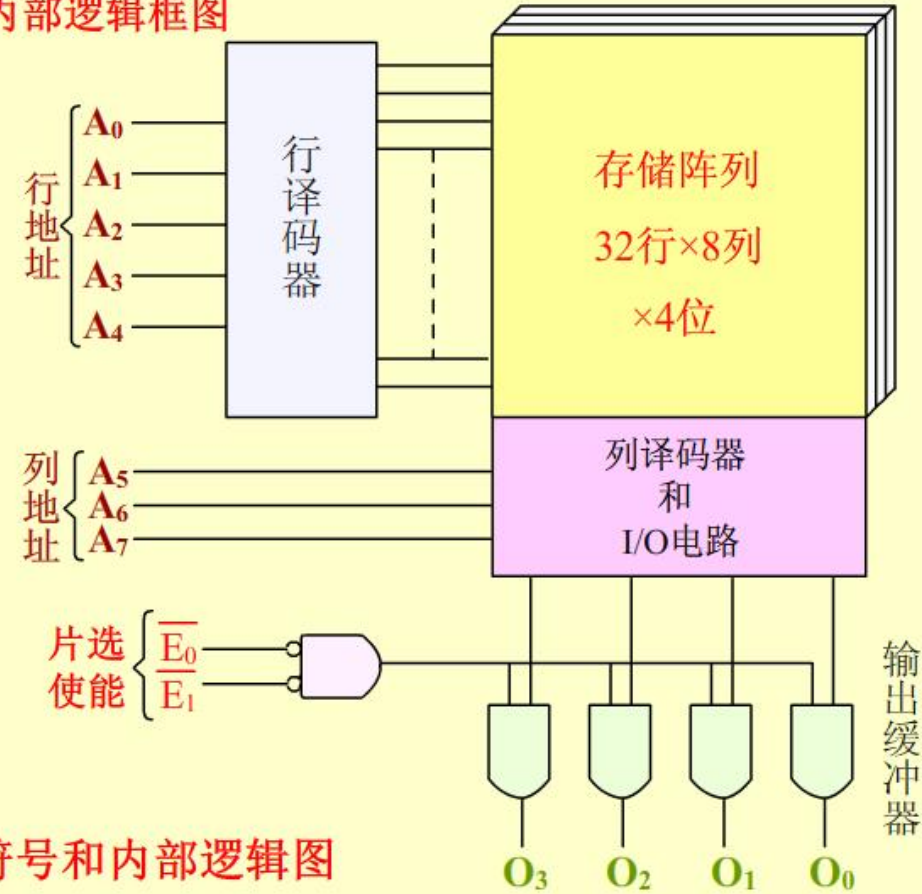 内部逻辑框图
行地址
A₀
A₁
A₂
A₃
A₄
行译码器
存储阵列
32行×8列
×4位
列地址
A₅
A₆
A₇
列译码器
和
I/O电路
片选
使能
E̅₀
E̅₁
输出缓冲器
O₃ O₂ O₁ O₀
符号和内部逻辑图